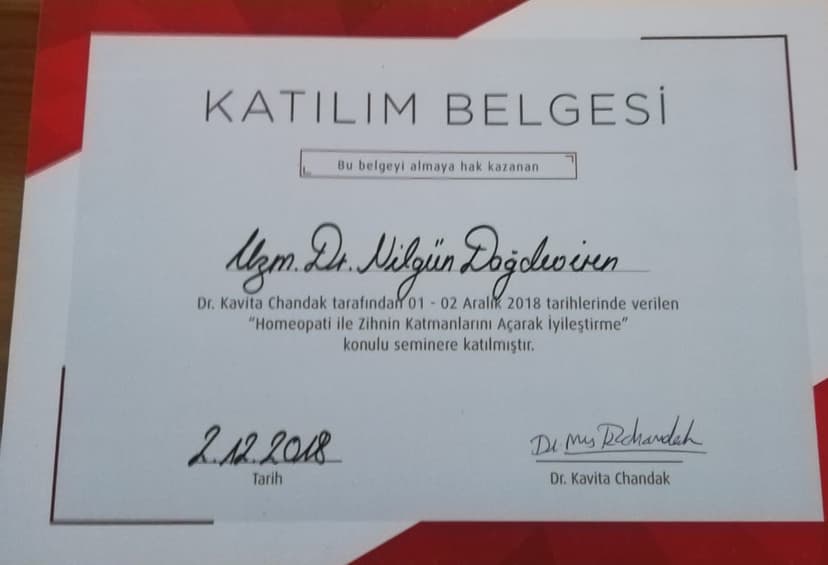 KATILIM BELGESİ
Bu belgeyi almaya hak kazanan
Uzm. Dr. Nilgün Dağdeviren
Dr. Kavita Chandak tarafından 01 - 02 Aralık 2018 tarihlerinde verilen
"Homeopati ile Zihnin Katmanlarını Açarak İyileştirme"
konulu seminere katılmıştır.
2.12.2018
Tarih
Dr. Kavita Chandak